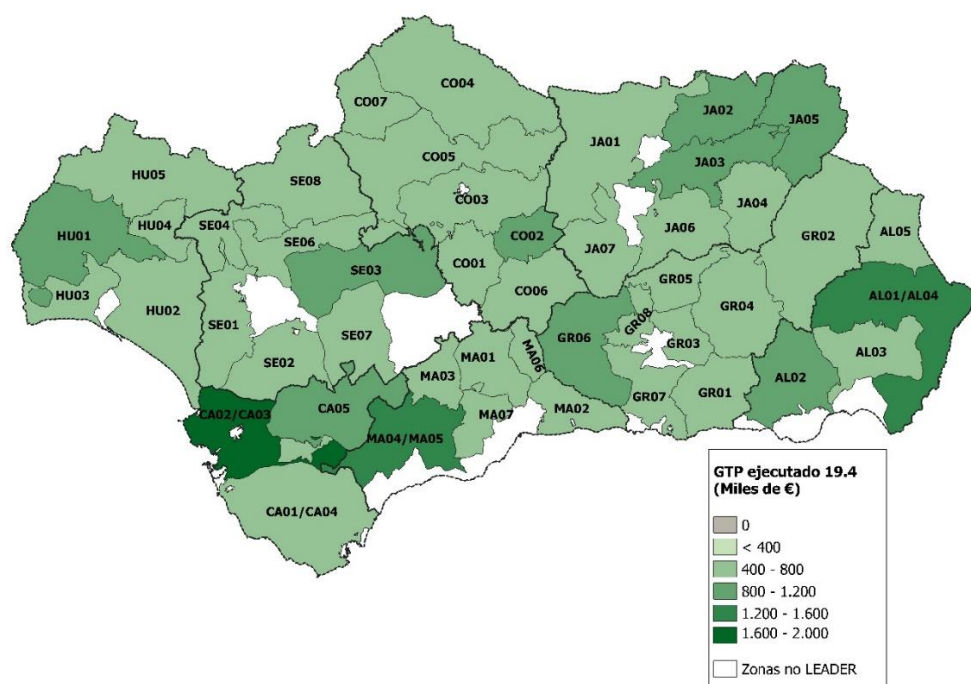 CO04
CO07
JA02
JA05
JA01
CO05
JA03
HU05
SE08
CO03
JA04
HU04
SE04
JA06
HU01
SE06
CO02
GR02
AL05
JA07
CO01
SE03
GR05
CO06
HU03
AL01/AL04
HU02
GR04
SE01
SE07
GR08
GR06
GR03
MA01
MA06
AL03
SE02
MA03
AL02
GR01
GR07
CA05
CA02/CA03
MA02
MA07
MA04/MA05
CA01/CA04
GTP ejecutado 19.4
(Miles de €)
0
< 400
400 - 800
800 - 1.200
1.200 - 1.600
1.600 - 2.000
Zonas no LEADER